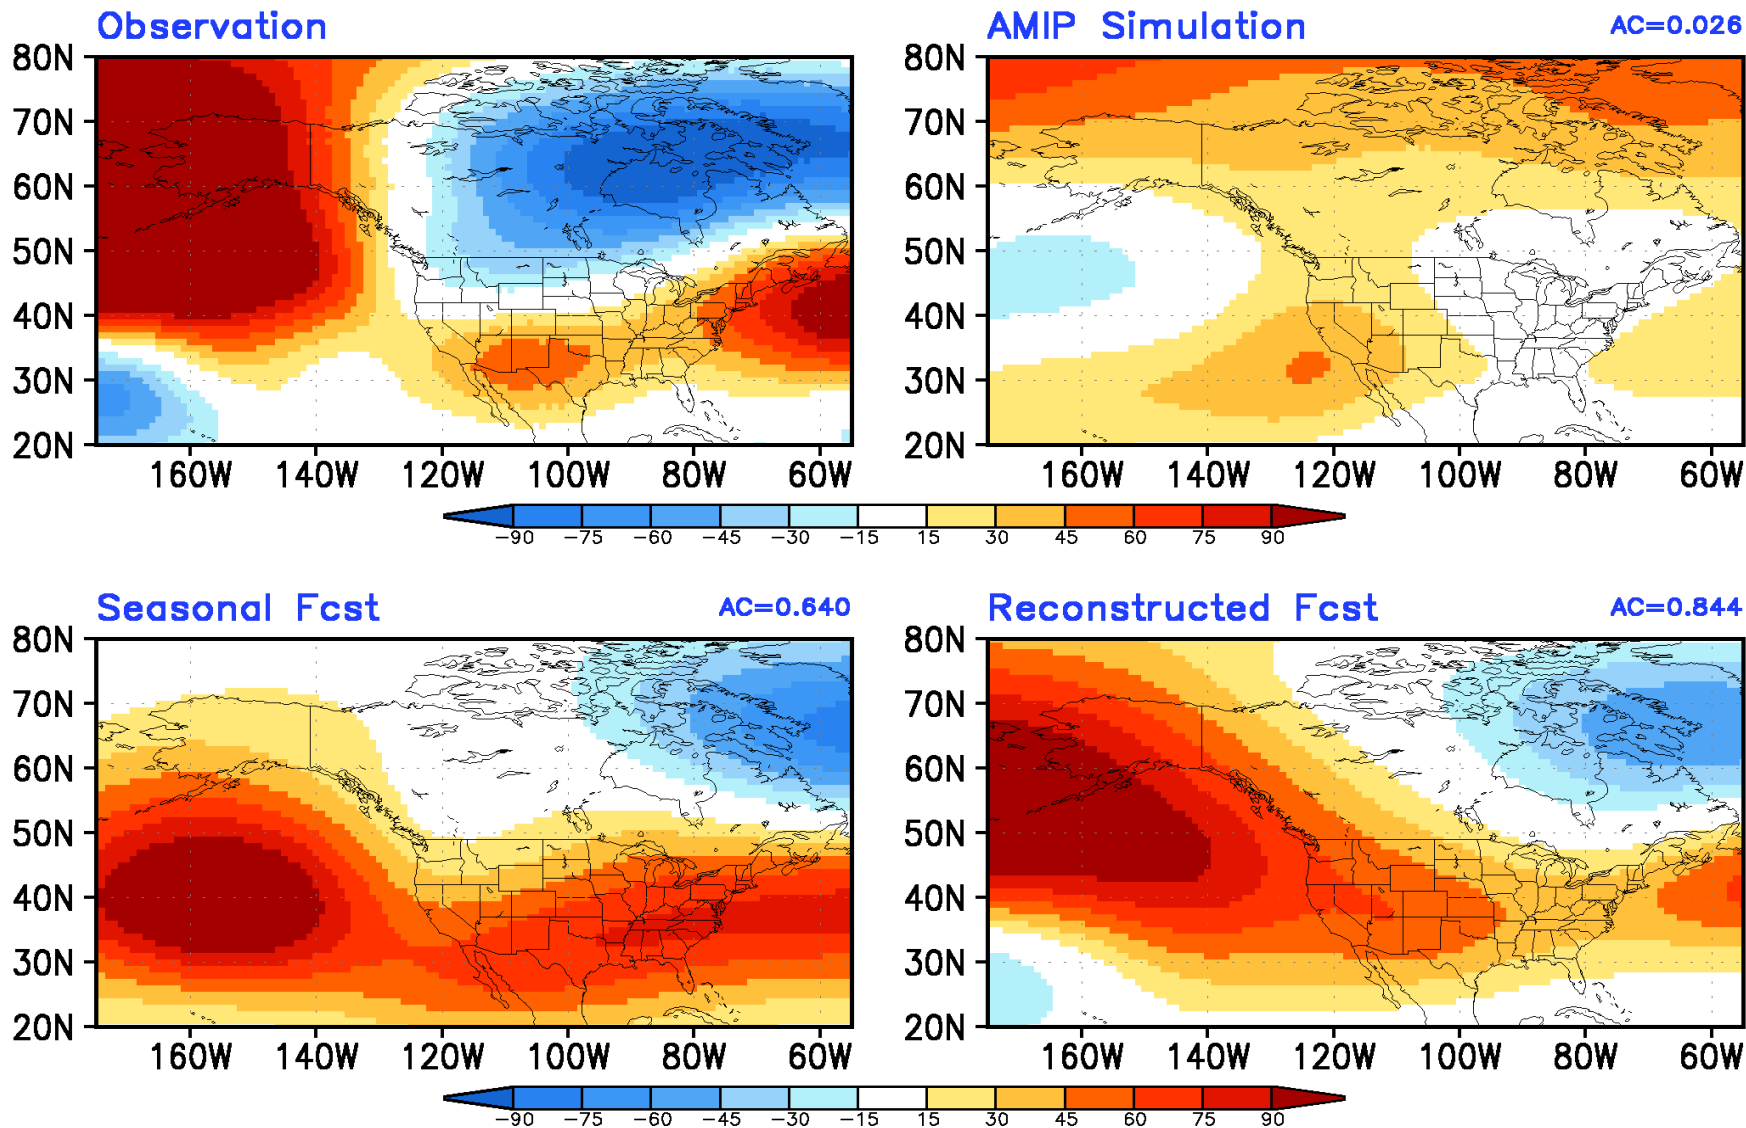 Observation
AMIP Simulation AC=0.026
80N 80N
70N 70N
60N 60N
50N 50N
40N 40N
30N 30N
20N 20N
160W 140W 120W 100W 80W 60W 160W 140W 120W 100W 80W 60W
−90 −75 −60 −45 −30 −15 15 30 45 60 75 90
Seasonal Fcst AC=0.640
Reconstructed Fcst AC=0.844
80N 80N
70N 70N
60N 60N
50N 50N
40N 40N
30N 30N
20N 20N
160W 140W 120W 100W 80W 60W 160W 140W 120W 100W 80W 60W
−90 −75 −60 −45 −30 −15 15 30 45 60 75 90